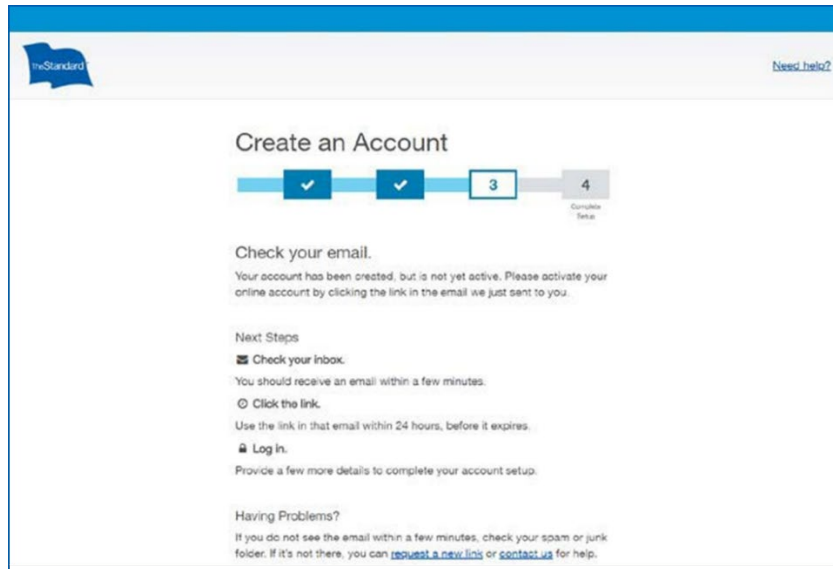 TheStandard
Need help?
Create an Account
3
4
Complete
Setup
Check your email.
Your account has been created, but is not yet active. Please activate your
online account by clicking the link in the email we just sent to you.
Next Steps
Check your inbox.
You should receive an email within a few minutes.
Click the link.
Use the link in that email within 24 hours, before it expires.
Log in.
Provide a few more details to complete your account setup.
Having Problems?
If you do not see the email within a few minutes, check your spam or junk
folder. If it's not there, you can request a new link or contact us for help.